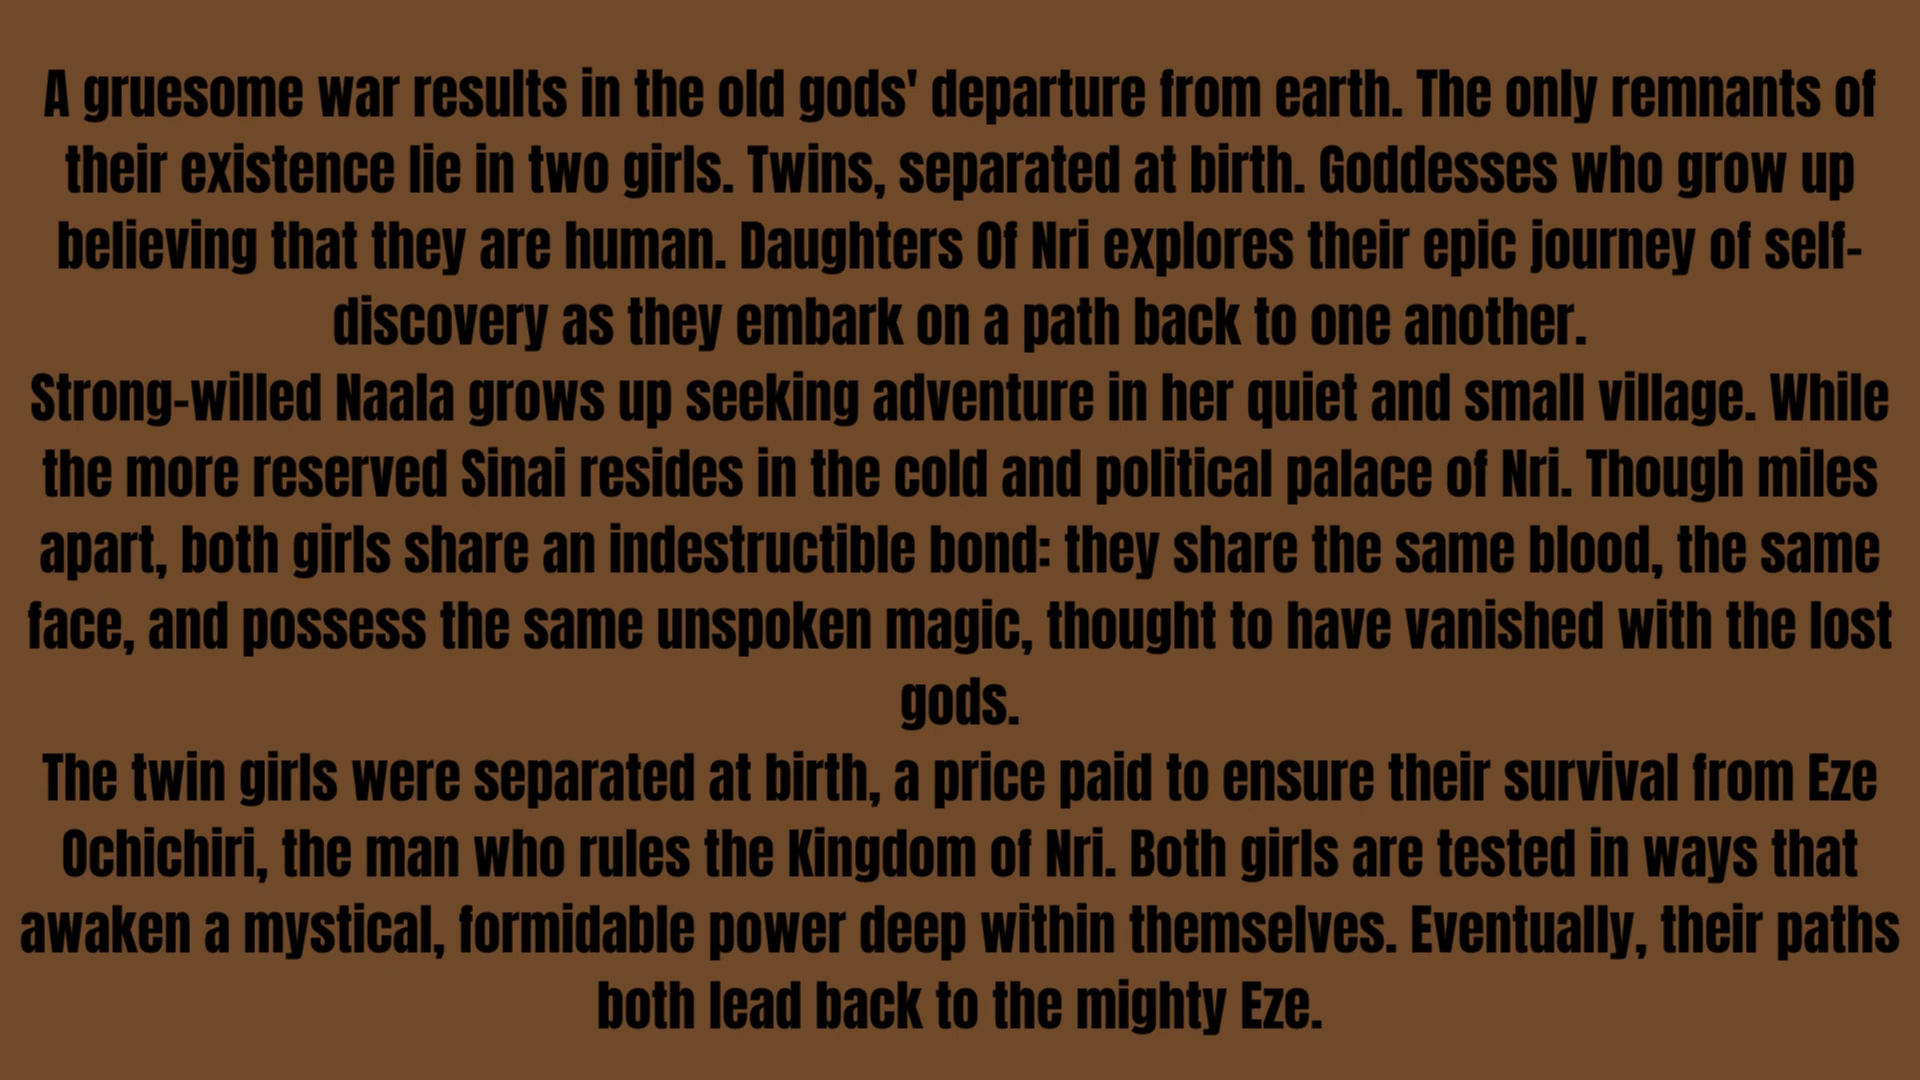 A gruesome war results in the old gods' departure from earth. The only remnants of
their existence lie in two girls. Twins, separated at birth. Goddesses who grow up
believing that they are human. Daughters Of Nri explores their epic journey of self-
discovery as they embark on a path back to one another.
Strong-willed Naala grows up seeking adventure in her quiet and small village. While
the more reserved Sinai resides in the cold and political palace of Nri. Though miles
apart, both girls share an indestructible bond: they share the same blood, the same
face, and possess the same unspoken magic, thought to have vanished with the lost
gods.
The twin girls were separated at birth, a price paid to ensure their survival from Eze
Ochichiri, the man who rules the Kingdom of Nri. Both girls are tested in ways that
awaken a mystical, formidable power deep within themselves. Eventually, their paths
both lead back to the mighty Eze.